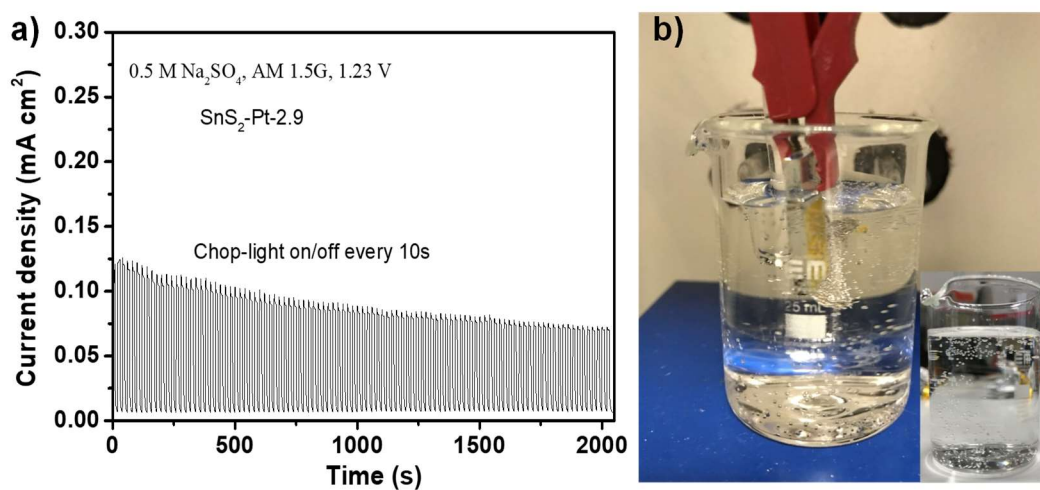 a)
0.30
0.25
0.20
0.15
0.10
0.05
0.00
Current density (mA cm²)
0.5 M Na₂SO₄, AM 1.5G, 1.23 V
SnS₂-Pt-2.9
Chop-light on/off every 10s
0 500 1000 1500 2000
Time (s)
b)
25 mL